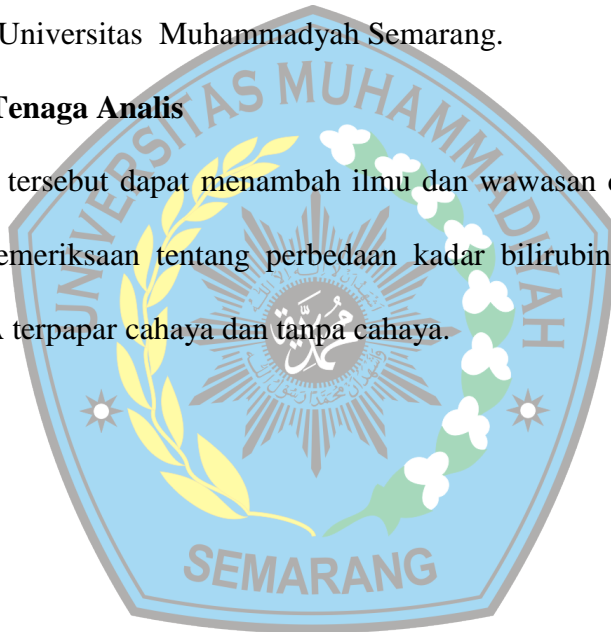 Universitas Muhammadyah Semarang.
Tenaga Analis
tersebut dapat menambah ilmu dan wawasan
emeriksaan tentang perbedaan kadar bilirubin
terpapar cahaya dan tanpa cahaya.
UNIVERSITAS MUHAMMADIYAH
SEMARANG